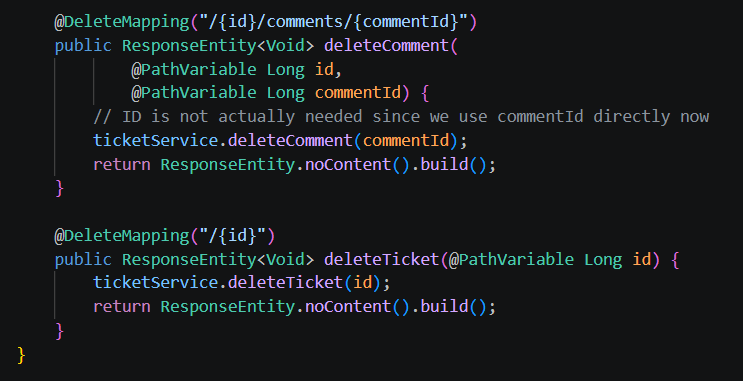 @DeleteMapping("/{id}/comments/{commentId}")
public ResponseEntity<Void> deleteComment(
@PathVariable Long id,
@PathVariable Long commentId) {
// ID is not actually needed since we use commentId directly now
ticketService.deleteComment(commentId);
return ResponseEntity.noContent().build();
}
@DeleteMapping("/{id}")
public ResponseEntity<Void> deleteTicket(@PathVariable Long id) {
ticketService.deleteTicket(id);
return ResponseEntity.noContent().build();
}
}